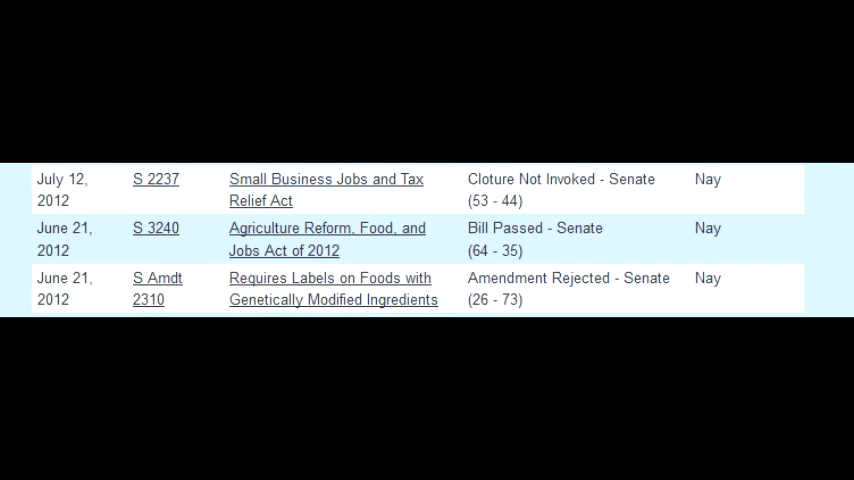 July 12, S 2237 Small Business Jobs and Tax Cloture Not Invoked - Senate Nay
2012 Relief Act (53 - 44)
June 21, S 3240 Agriculture Reform, Food, and Bill Passed - Senate Nay
2012 Jobs Act of 2012 (64 - 35)
June 21, S Amdt Requires Labels on Foods with Amendment Rejected - Senate Nay
2012 2310 Genetically Modified Ingredients (26 - 73)